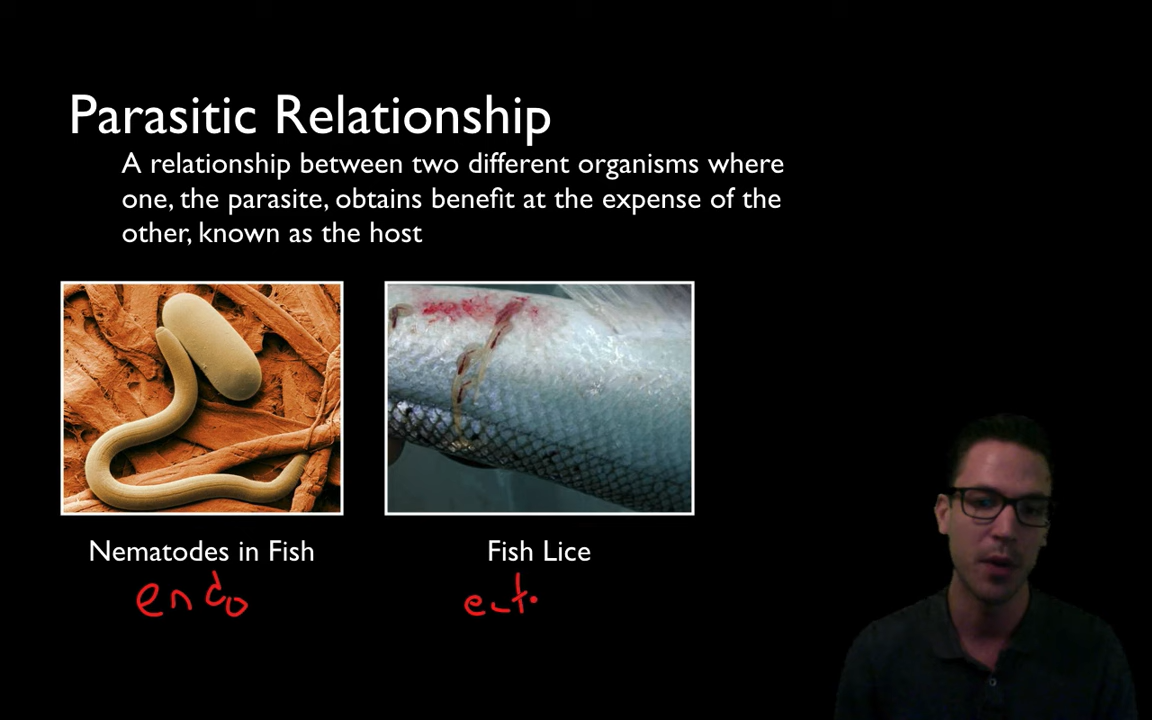 Parasitic Relationship
A relationship between two different organisms where
one, the parasite, obtains benefit at the expense of the
other, known as the host
Nematodes in Fish
Fish Lice
endo
ect.